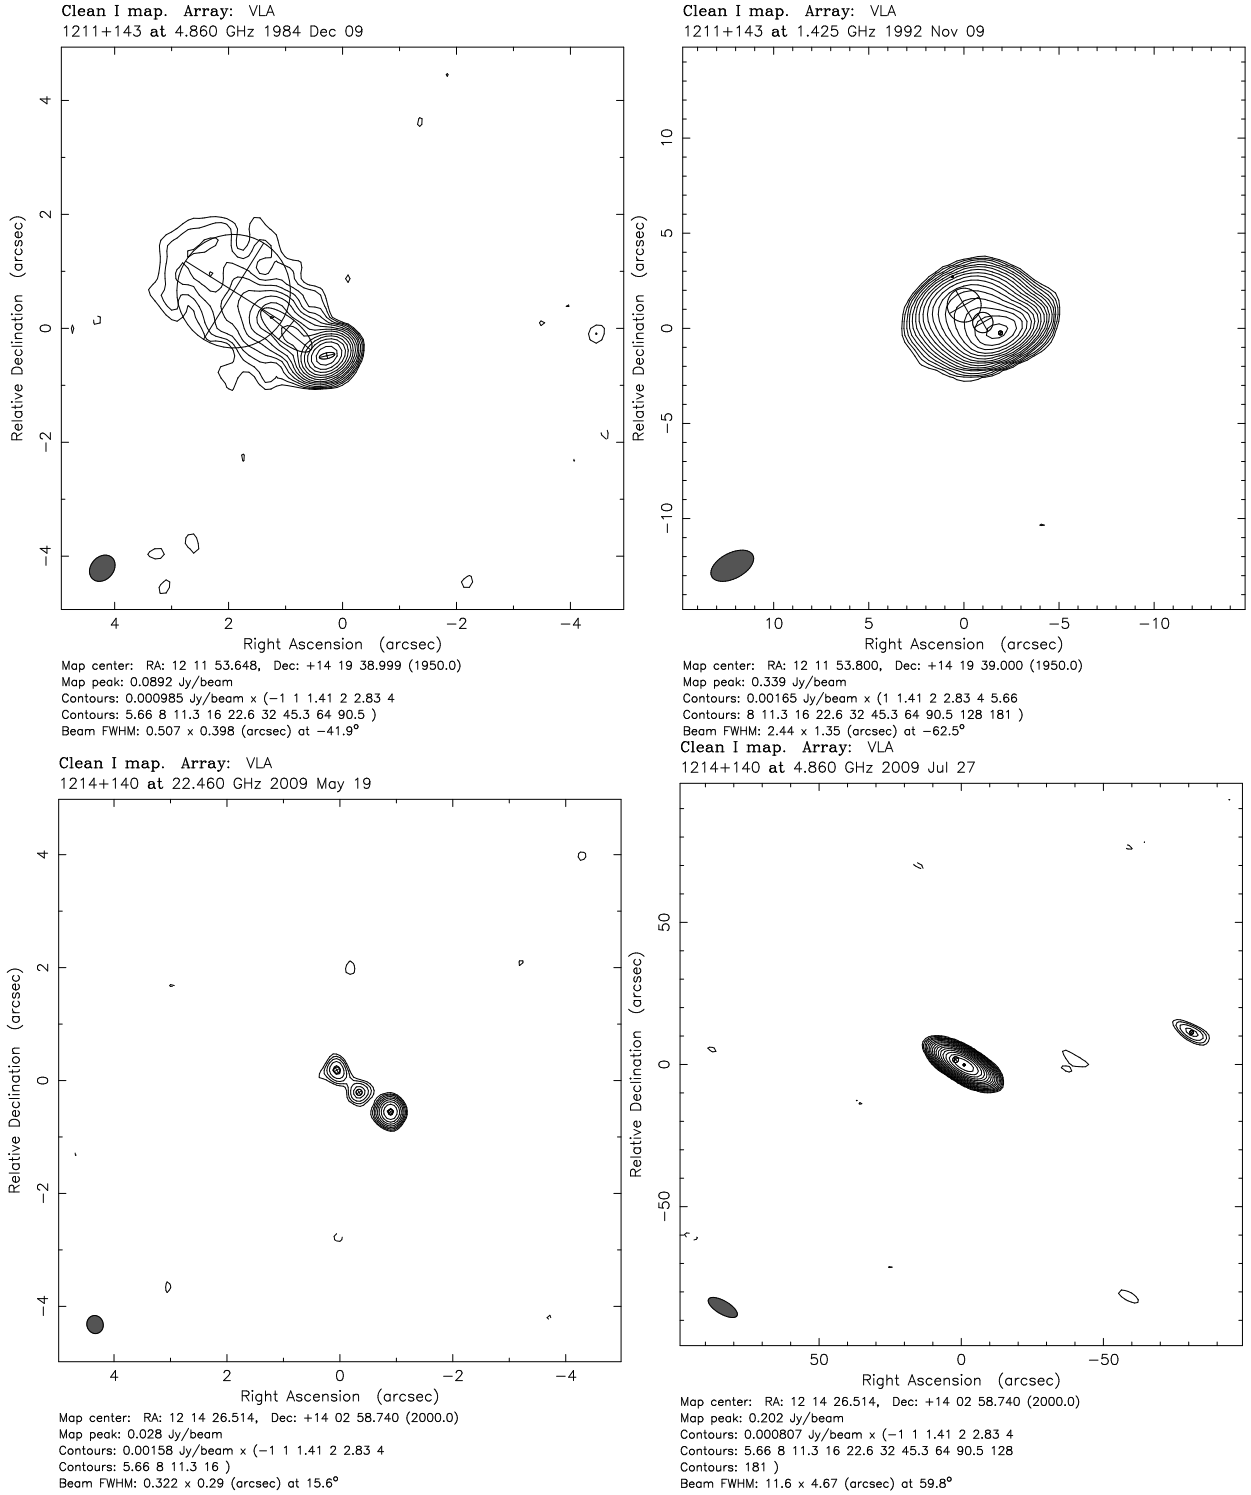 Clean I map.  Array:  VLA
1211+143 at 4.860 GHz 1984 Dec 09
4
2
0
−2
−4
Relative Declination  (arcsec)
4 2 0 −2 −4
Right Ascension  (arcsec)
Map center:  RA: 12 11 53.648,  Dec: +14 19 38.999 (1950.0)
Map peak: 0.0892 Jy/beam
Contours: 0.000985 Jy/beam x (−1 1 1.41 2 2.83 4
Contours: 5.66 8 11.3 16 22.6 32 45.3 64 90.5 )
Beam FWHM: 0.507 x 0.398 (arcsec) at −41.9°
Clean I map.  Array:  VLA
1211+143 at 1.425 GHz 1992 Nov 09
10
5
0
−5
−10
Relative Declination  (arcsec)
10 5 0 −5 −10
Right Ascension  (arcsec)
Map center:  RA: 12 11 53.800,  Dec: +14 19 39.000 (1950.0)
Map peak: 0.339 Jy/beam
Contours: 0.00165 Jy/beam x (1 1.41 2 2.83 4 5.66
Contours: 8 11.3 16 22.6 32 45.3 64 90.5 128 181 )
Beam FWHM: 2.44 x 1.35 (arcsec) at −62.5°
Clean I map.  Array:  VLA
1214+140 at 22.460 GHz 2009 May 19
4
2
0
−2
−4
Relative Declination  (arcsec)
4 2 0 −2 −4
Right Ascension  (arcsec)
Map center:  RA: 12 14 26.514,  Dec: +14 02 58.740 (2000.0)
Map peak: 0.028 Jy/beam
Contours: 0.00158 Jy/beam x (−1 1 1.41 2 2.83 4
Contours: 5.66 8 11.3 16 )
Beam FWHM: 0.322 x 0.29 (arcsec) at 15.6°
Clean I map.  Array:  VLA
1214+140 at 4.860 GHz 2009 Jul 27
50
0
−50
Relative Declination  (arcsec)
50 0 −50
Right Ascension  (arcsec)
Map center:  RA: 12 14 26.514,  Dec: +14 02 58.740 (2000.0)
Map peak: 0.202 Jy/beam
Contours: 0.000807 Jy/beam x (−1 1 1.41 2 2.83 4
Contours: 5.66 8 11.3 16 22.6 32 45.3 64 90.5 128
Contours: 181 )
Beam FWHM: 11.6 x 4.67 (arcsec) at 59.8°